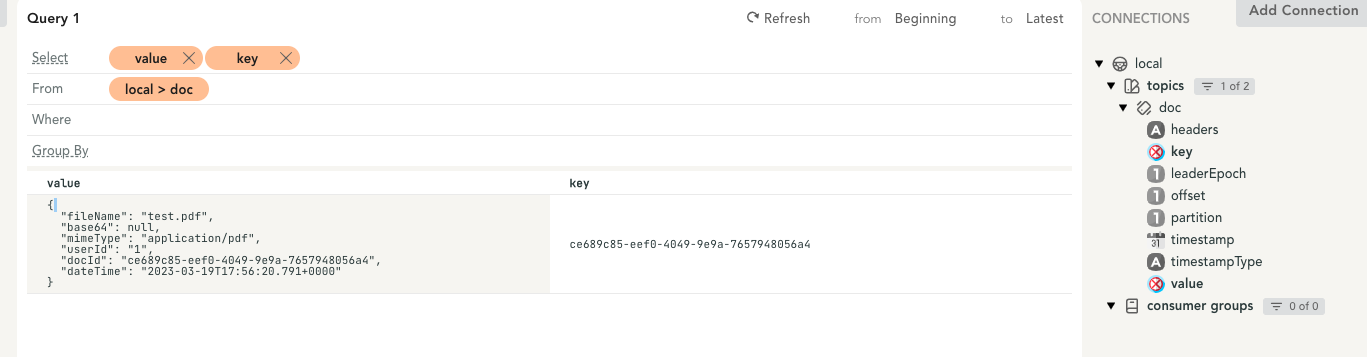 Query 1
Refresh
from Beginning
to Latest
Select value key
From local > doc
Where
Group By
value key
{
"fileName": "test.pdf",
"base64": null,
"mimeType": "application/pdf",
"userId": "1",
"docId": "ce689c85-eef0-4049-9e9a-7657948056a4",
"dateTime": "2023-03-19T17:56:20.791+0000"
}
ce689c85-eef0-4049-9e9a-7657948056a4
CONNECTIONS
Add Connection
local
topics 1 of 2
doc
A headers
key
1 leaderEpoch
1 offset
1 partition
31 timestamp
A timestampType
value
consumer groups 0 of 0